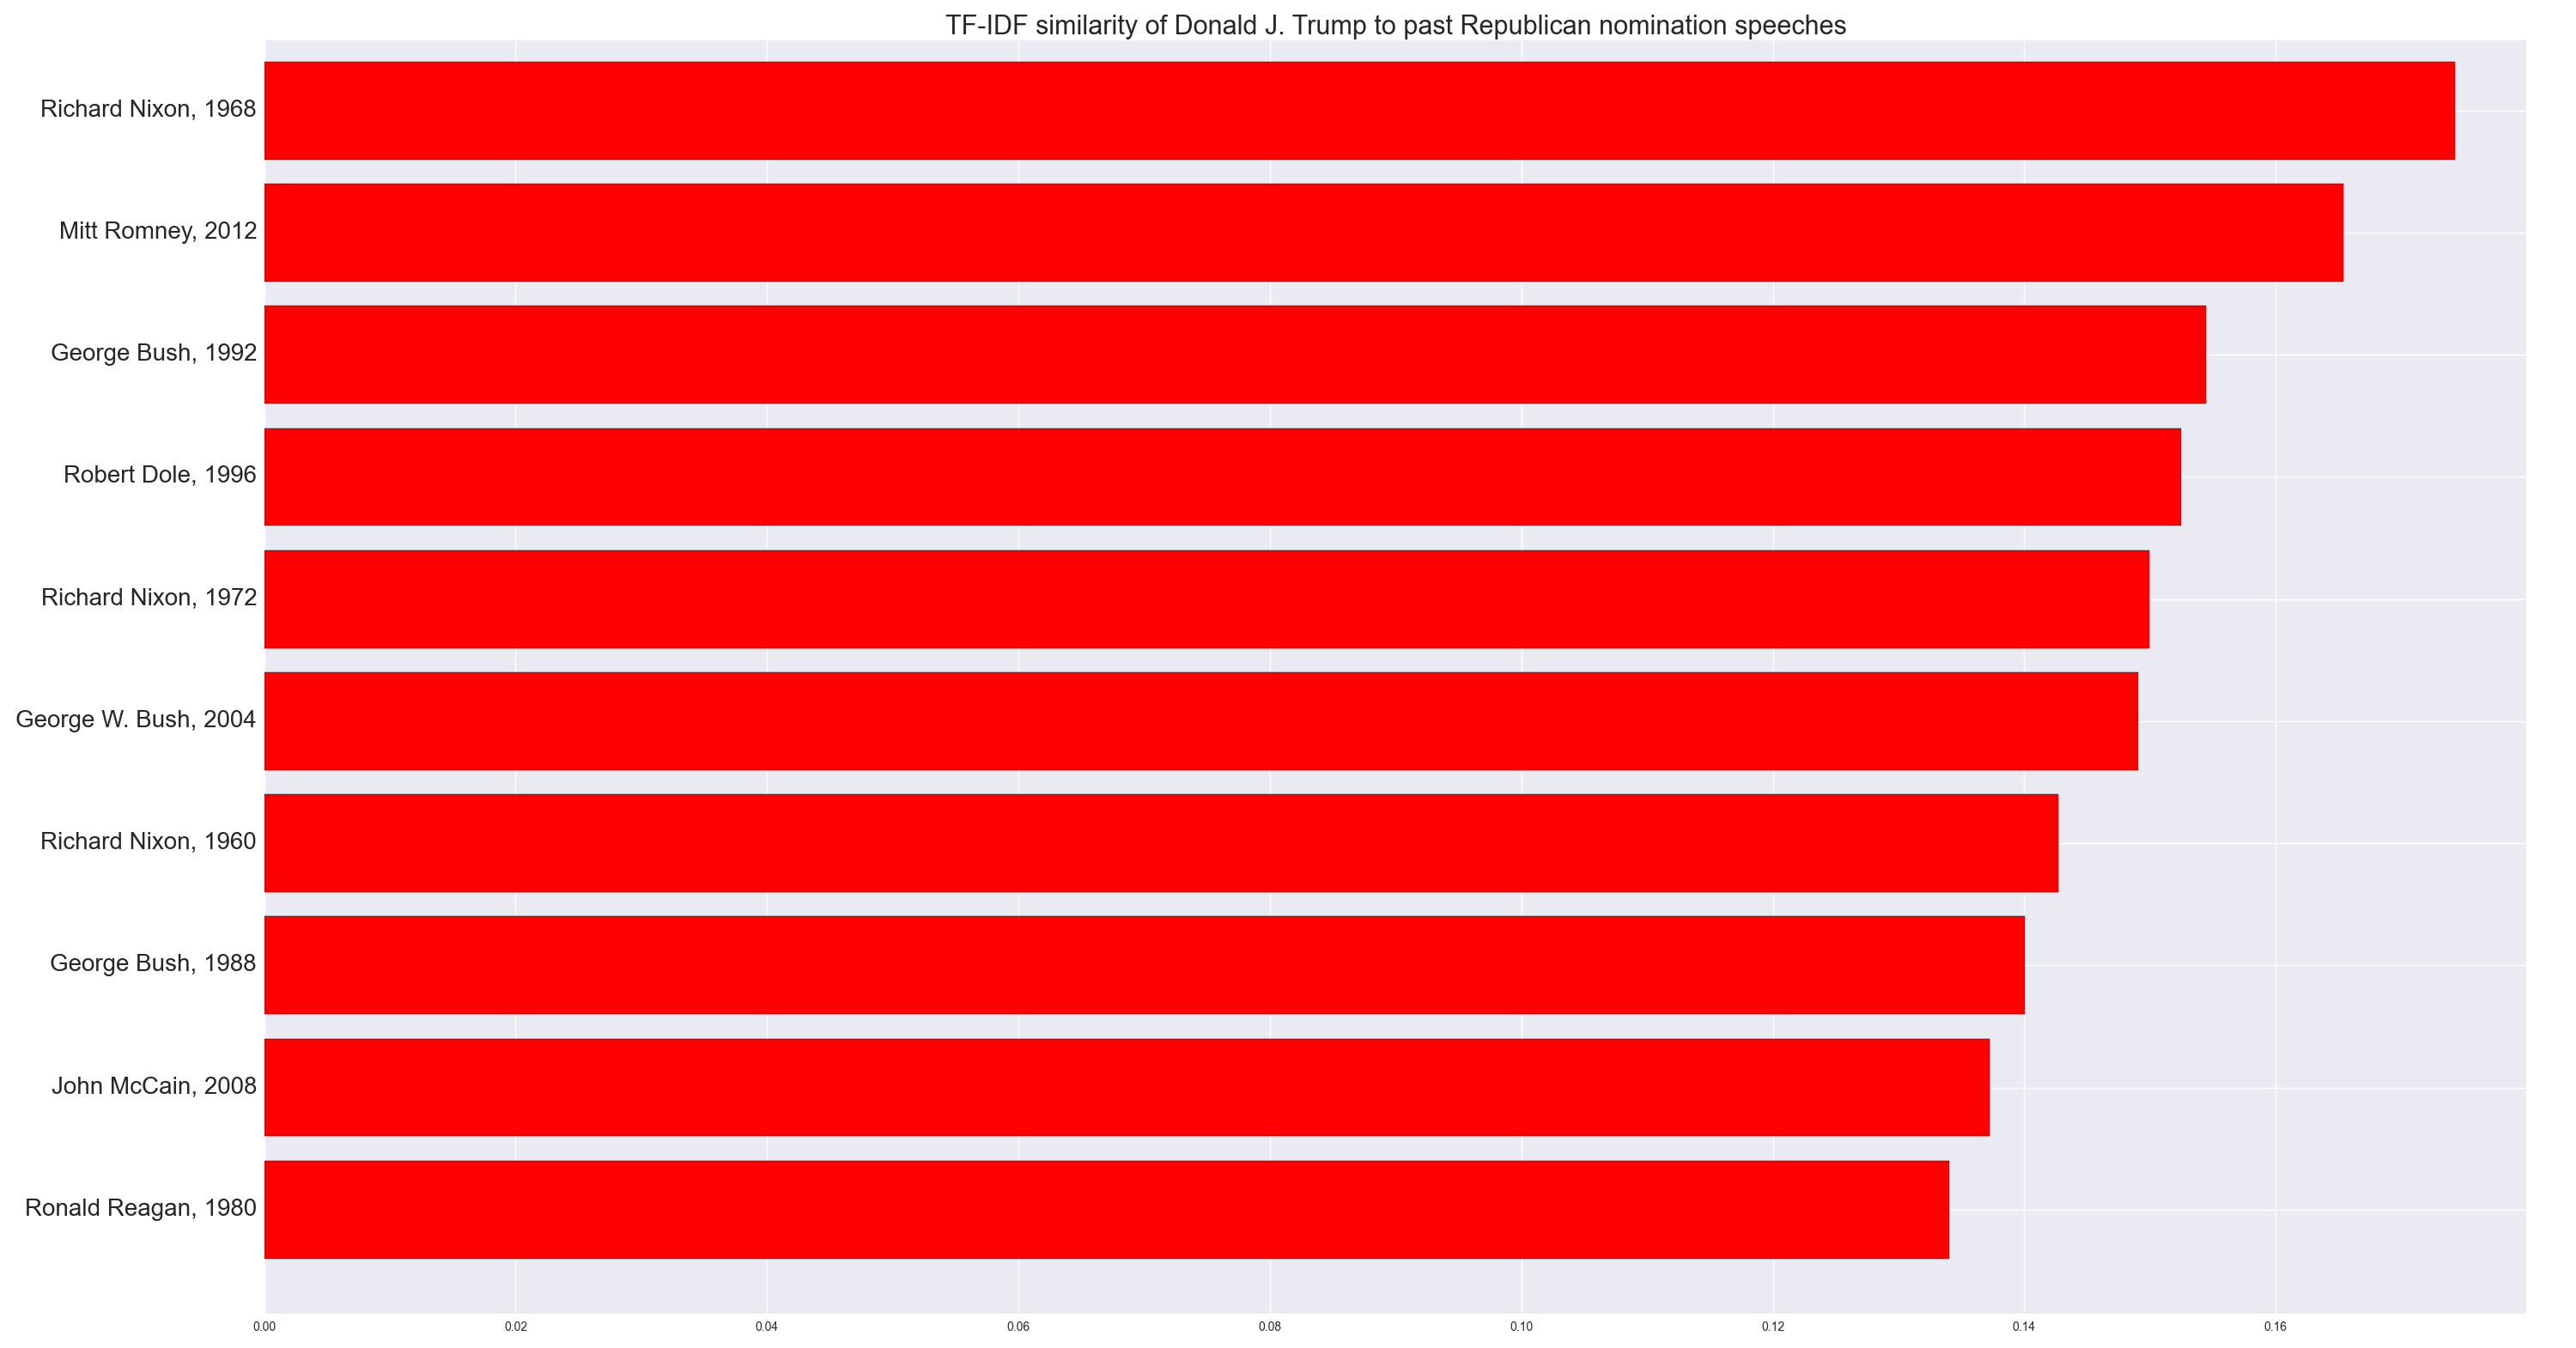 TF-IDF similarity of Donald J. Trump to past Republican nomination speeches
Richard Nixon, 1968
Mitt Romney, 2012
George Bush, 1992
Robert Dole, 1996
Richard Nixon, 1972
George W. Bush, 2004
Richard Nixon, 1960
George Bush, 1988
John McCain, 2008
Ronald Reagan, 1980
0.00 0.02 0.04 0.06 0.08 0.10 0.12 0.14 0.16